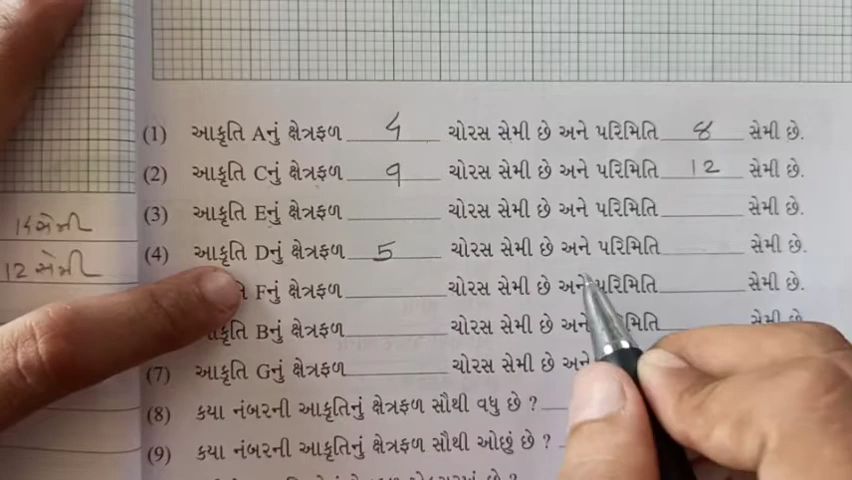 (1) આકૃતિ Aનું ક્ષેત્રફળ 4 ચોરસ સેમી છે અને પરિમિતિ 8 સેમી છે.
(2) આકૃતિ Cનું ક્ષેત્રફળ 9 ચોરસ સેમી છે અને પરિમિતિ 12 સેમી છે.
(3) આકૃતિ Eનું ક્ષેત્રફળ ચોરસ સેમી છે અને પરિમિતિ સેમી છે.
14 સેમી
(4) આકૃતિ Dનું ક્ષેત્રફળ 5 ચોરસ સેમી છે અને પરિમિતિ સેમી છે.
12 સેમી
Fનું ક્ષેત્રફળ ચોરસ સેમી છે અને પરિમિતિ સેમી છે.
આકૃતિ Bનું ક્ષેત્રફળ ચોરસ સેમી છે અને
(7) આકૃતિ Gનું ક્ષેત્રફળ ચોરસ સેમી છે અને
(8) કયા નંબરની આકૃતિનું ક્ષેત્રફળ સૌથી વધુ છે ?
(9) કયા નંબરની આકૃતિનું ક્ષેત્રફળ સૌથી ઓછું છે ?